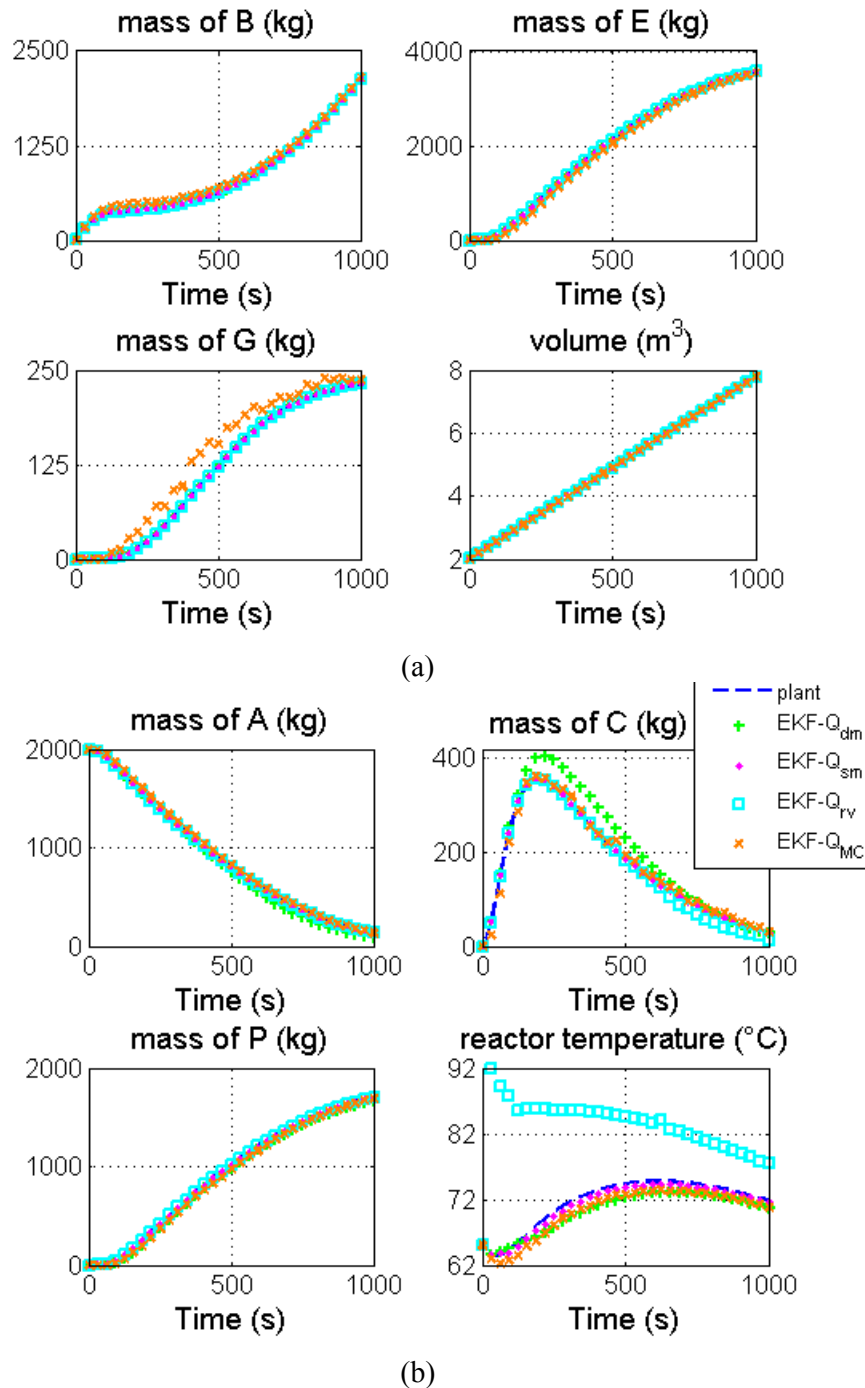 mass of B (kg)
2500
1250
0
0 500 1000
Time (s)
mass of E (kg)
4000
2000
0
0 500 1000
Time (s)
mass of G (kg)
250
125
0
0 500 1000
Time (s)
volume (m³)
8
6
4
2
0 500 1000
Time (s)
(a)
mass of A (kg)
2000
1000
0
0 500 1000
Time (s)
mass of C (kg)
400
200
0
0 500 1000
Time (s)
plant
EKF-Qdm
EKF-Qsm
EKF-Qrv
EKF-QMC
mass of P (kg)
2000
1000
0
0 500 1000
Time (s)
reactor temperature (°C)
92
82
72
62
0 500 1000
Time (s)
(b)